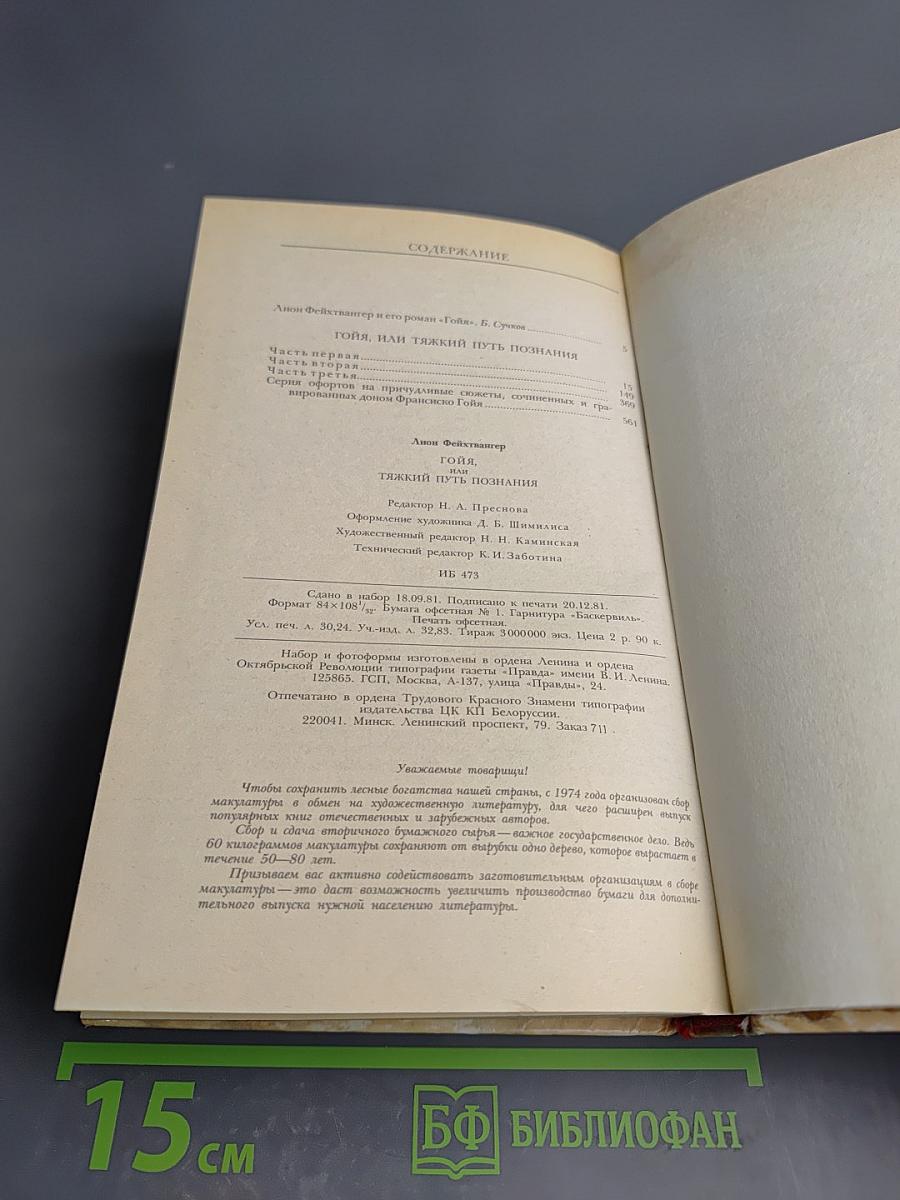 СОДЕРЖАНИЕ
Лион Фейхтвангер и его роман «Гойя». Б. Сучков ........ 5
ГОЙЯ, ИЛИ ТЯЖКИЙ ПУТЬ ПОЗНАНИЯ
Часть первая ........ 15
Часть вторая ........ 149
Часть третья ........ 369
Серия офортов на причудливые сюжеты, сочиненных и гра-
вированных доном Франсиско Гойя ........ 561
Лион Фейхтвангер
ГОЙЯ,
ИЛИ
ТЯЖКИЙ ПУТЬ ПОЗНАНИЯ
Редактор Н. А. Преснова
Оформление художника Д. Б. Шимилиса
Художественный редактор Н. Н. Каминская
Технический редактор К. И. Заботина
ИБ 473
Сдано в набор 18.09.81. Подписано к печати 20.12.81.
Формат 84×108 1/32. Бумага офсетная № 1. Гарнитура «Баскервиль».
Печать офсетная.
Усл. печ. л. 30,24. Уч.-изд. л. 32,83. Тираж 3 000 000 экз. Цена 2 р. 90 к.
Набор и фотоформы изготовлены в ордена Ленина и ордена
Октябрьской Революции типографии газеты «Правда» имени В. И. Ленина.
125865. ГСП, Москва, А-137, улица «Правды», 24.
Отпечатано в ордена Трудового Красного Знамени типографии
издательства ЦК КП Белоруссии.
220041. Минск. Ленинский проспект, 79. Заказ 711 .
Уважаемые товарищи!
Чтобы сохранить лесные богатства нашей страны, с 1974 года организован сбор
макулатуры в обмен на художественную литературу, для чего расширен выпуск
популярных книг отечественных и зарубежных авторов.
Сбор и сдача вторичного бумажного сырья — важное государственное дело. Ведь
60 килограммов макулатуры сохраняют от вырубки одно дерево, которое вырастает в
течение 50—80 лет.
Призываем вас активно содействовать заготовительным организациям в сборе
макулатуры — это даст возможность увеличить производство бумаги для дополни-
тельного выпуска нужной населению литературы.
15 см
БФ БИБЛИОФАН